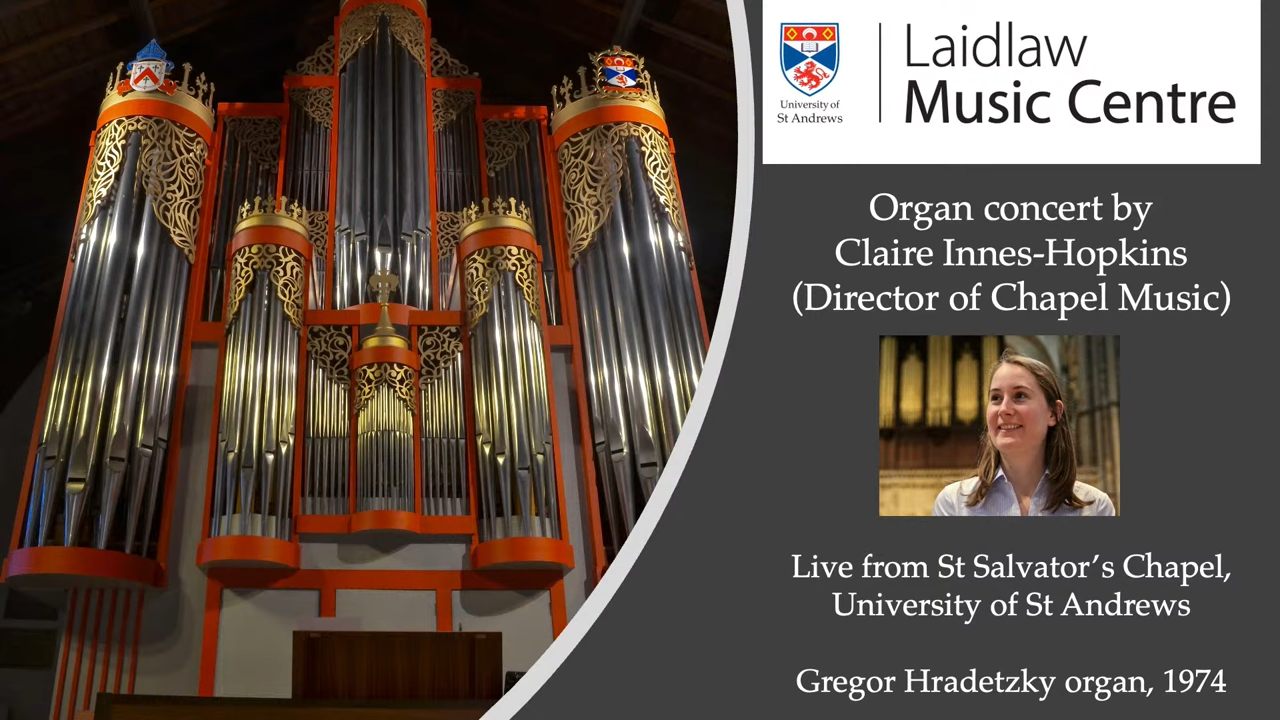 University of
St Andrews
Laidlaw
Music Centre
Organ concert by
Claire Innes-Hopkins
(Director of Chapel Music)
Live from St Salvator’s Chapel,
University of St Andrews
Gregor Hradetzky organ, 1974